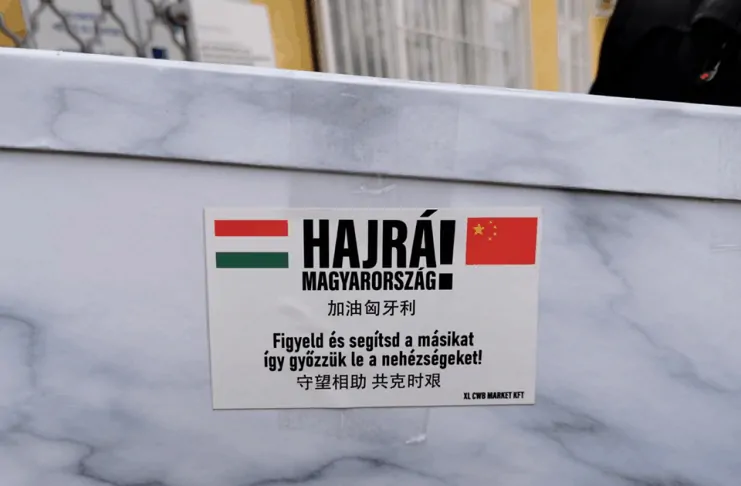 HAJRÁ!
MAGYARORSZÁG
加油匈牙利
Figyeld és segítsd a másikat
így győzzük le a nehézségeket!
守望相助 共克时艰
XL CWB MARKET KFT